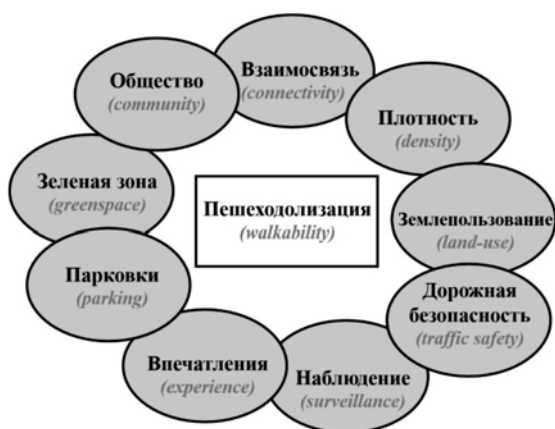 Взаимосвязь
(connectivity)
Плотность
(density)
Землепользование
(land-use)
Дорожная
безопасность
(traffic safety)
Наблюдение
(surveillance)
Впечатления
(experience)
Парковки
(parking)
Зеленая зона
(greenspace)
Общество
(community)
Пешеходолизация
(walkability)